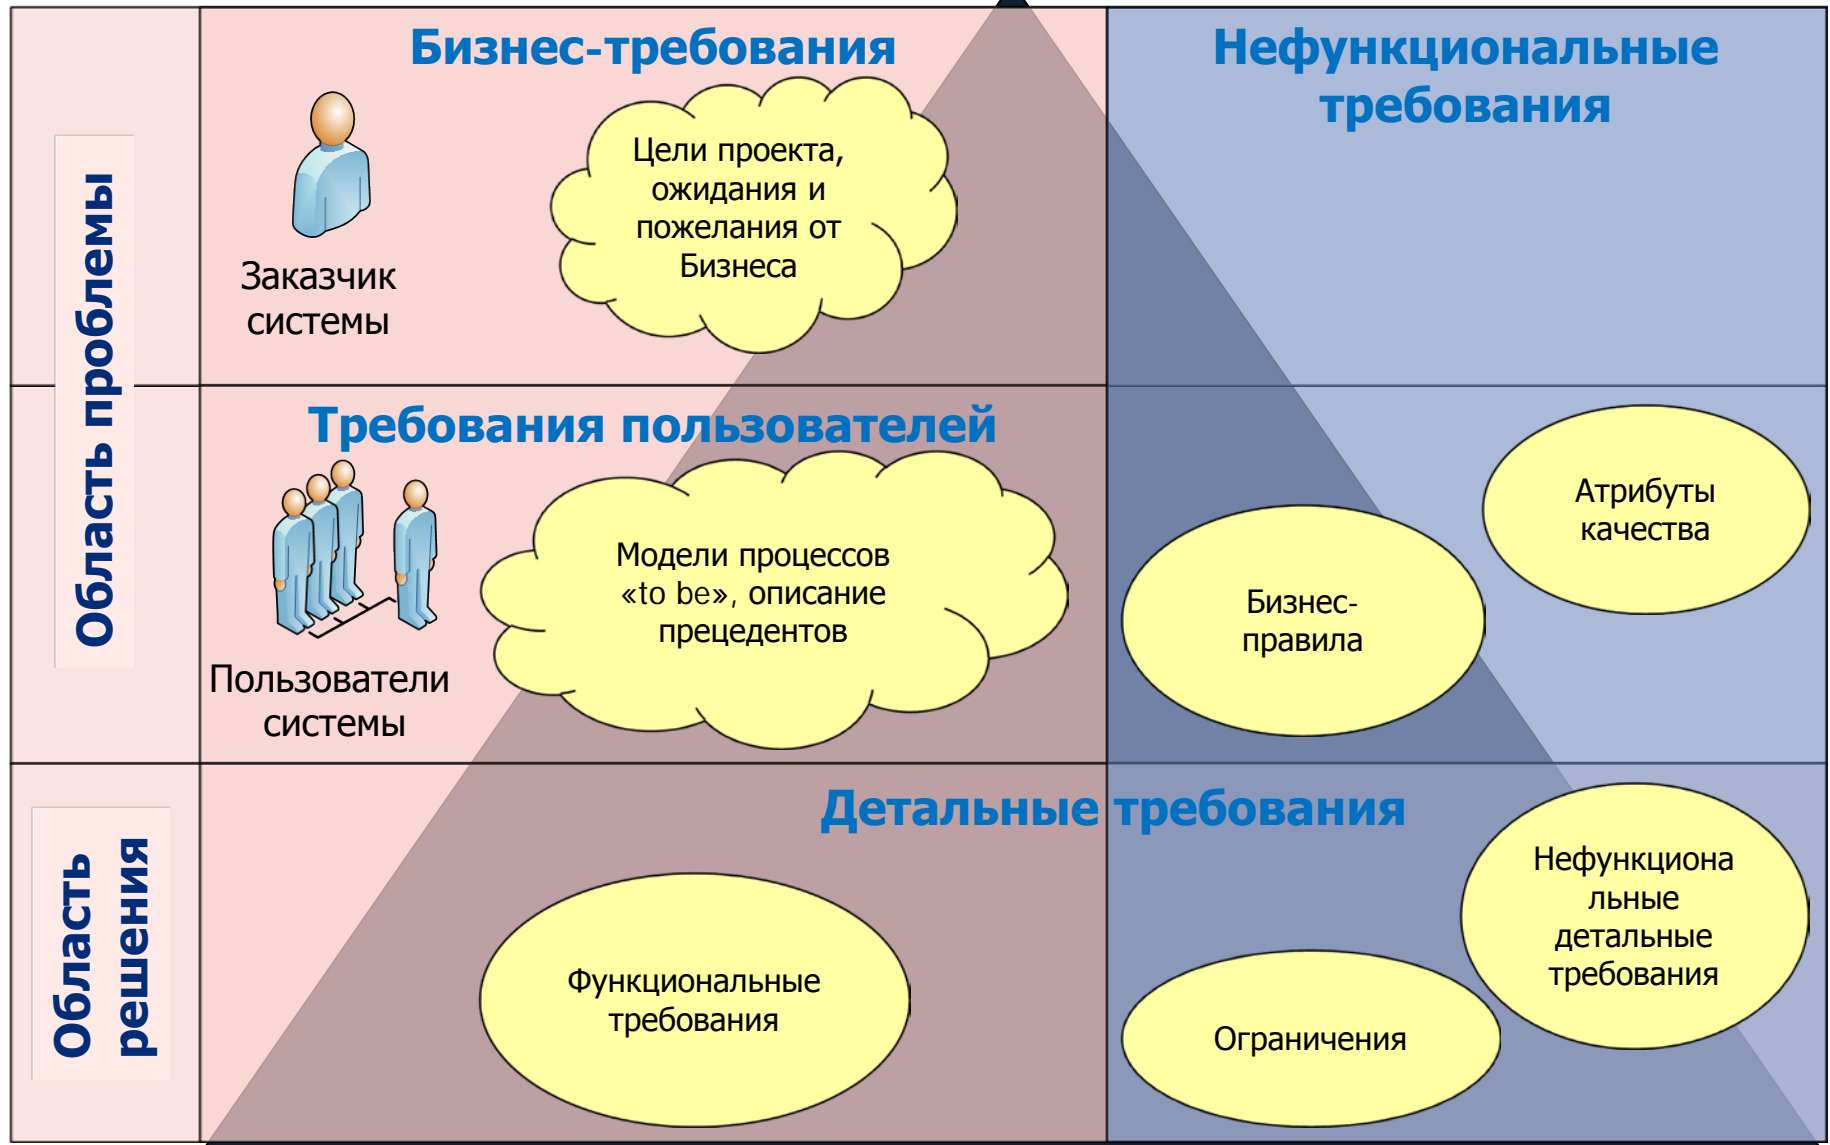 Бизнес-требования
Нефункциональные
требования
Область проблемы
Цели проекта,
ожидания и
пожелания от
Бизнеса
Заказчик
системы
Требования пользователей
Модели процессов
«to be», описание
прецедентов
Пользователи
системы
Бизнес-
правила
Атрибуты
качества
Область
решения
Детальные требования
Функциональные
требования
Ограничения
Нефункциона
льные
детальные
требования